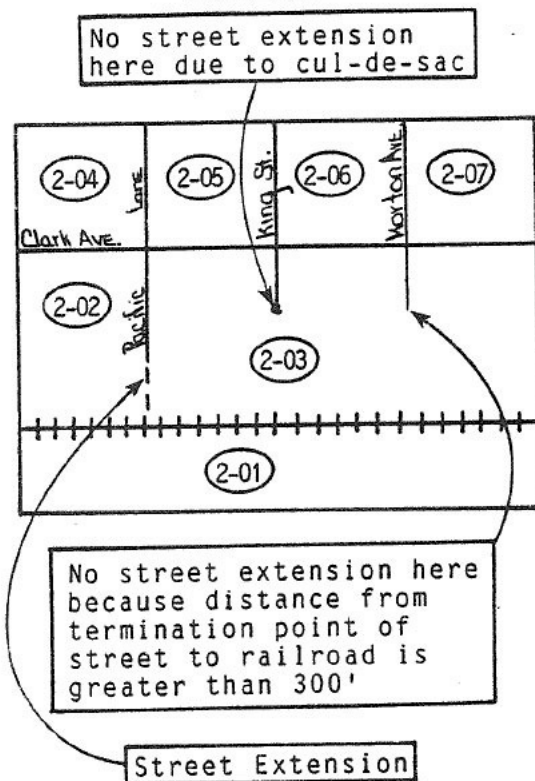 No street extension
here due to cul-de-sac
2-04
Lane
2-05
King St.
2-06
Morton Ave.
2-07
Clark Ave.
2-02
Pacific
2-03
2-01
No street extension here
because distance from
termination point of
street to railroad is
greater than 300'
Street Extension